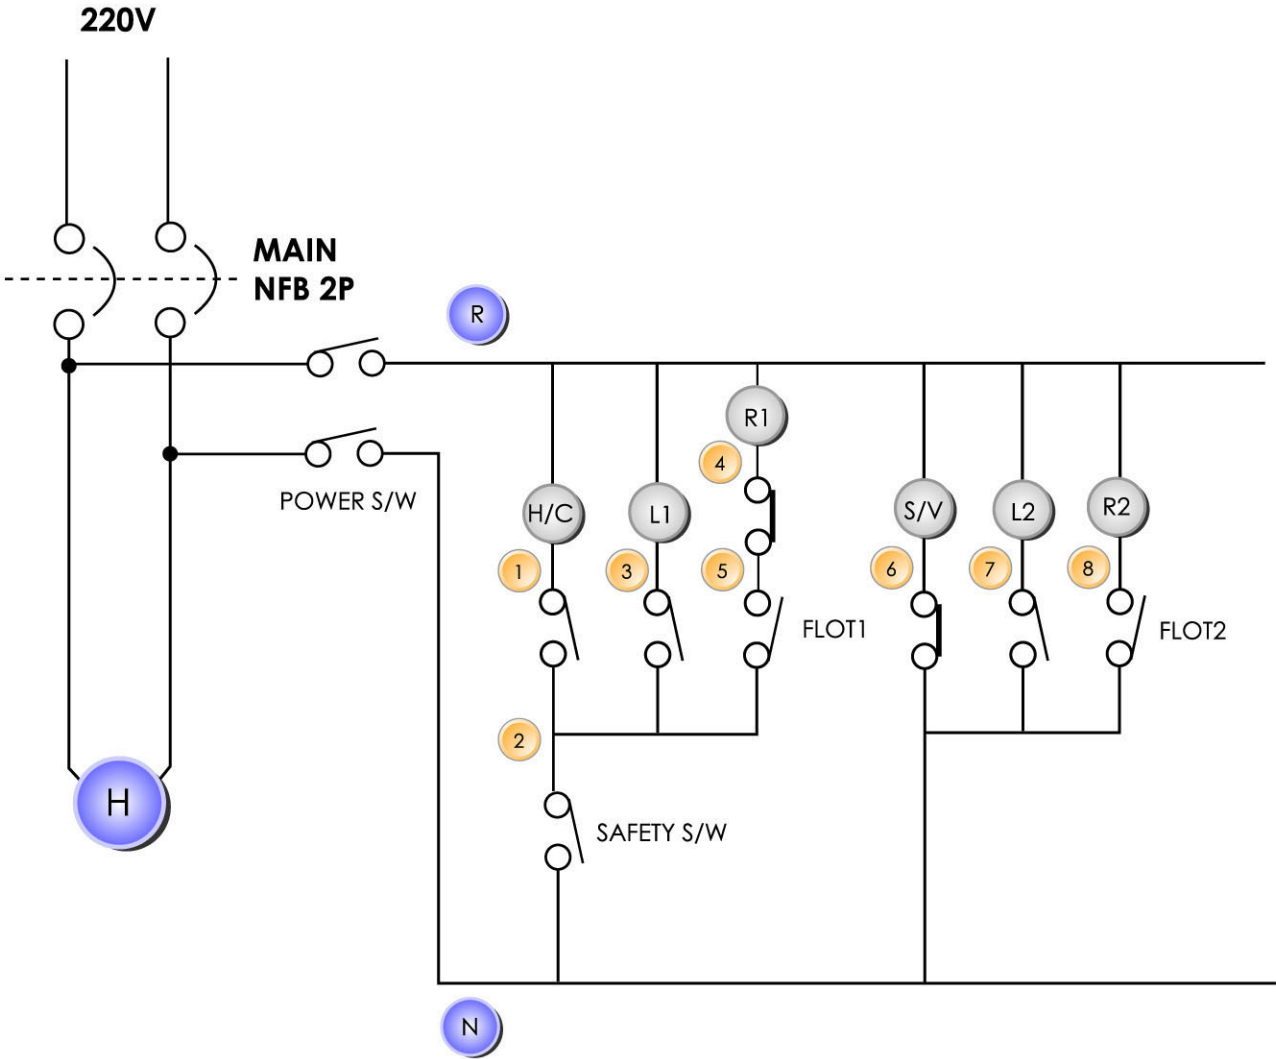 220V
MAIN
NFB 2P
R
R1
4
POWER S/W
H/C
L1
S/V
L2
R2
1
3
5
6
7
8
FLOT1
FLOT2
2
H
SAFETY S/W
N